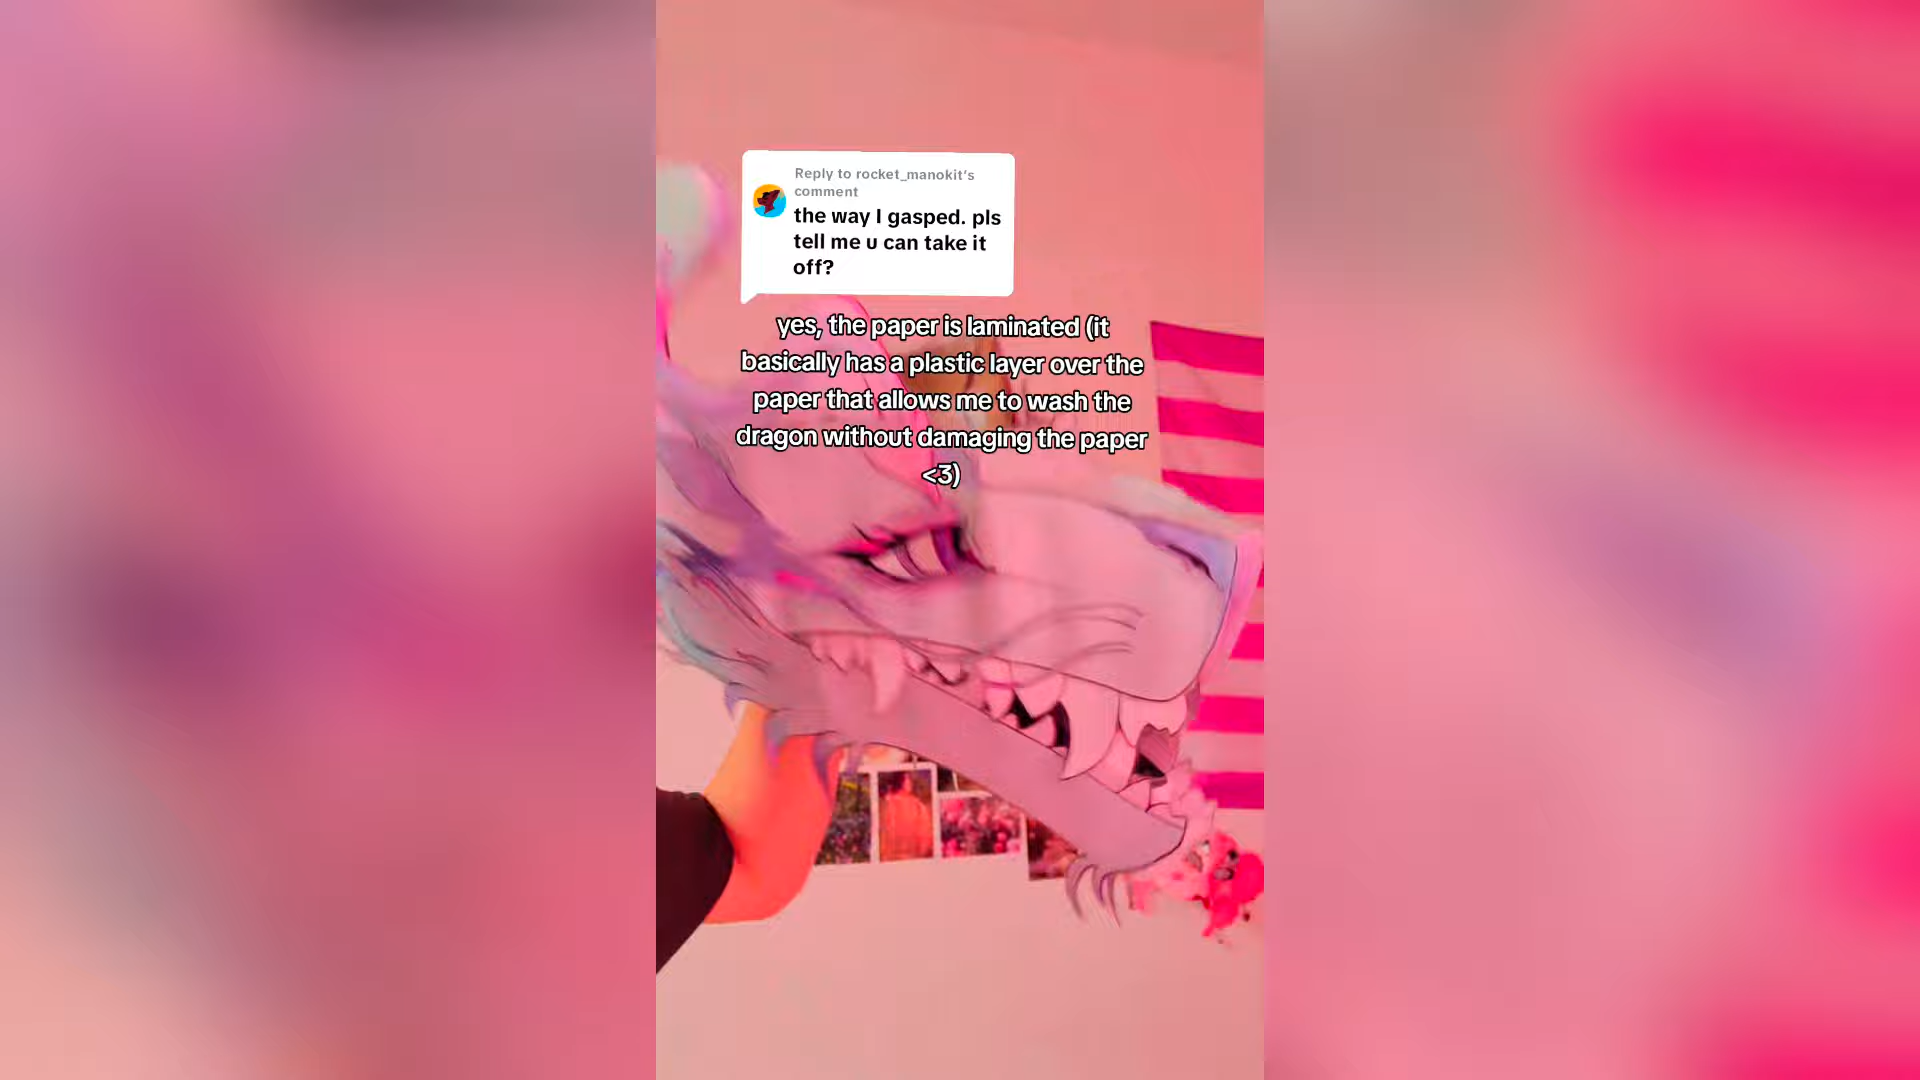 Reply to rocket_manokit's
comment
the way I gasped. pls
tell me u can take it
off?
yes, the paper is laminated (it
basically has a plastic layer over the
paper that allows me to wash the
dragon without damaging the paper
<3)